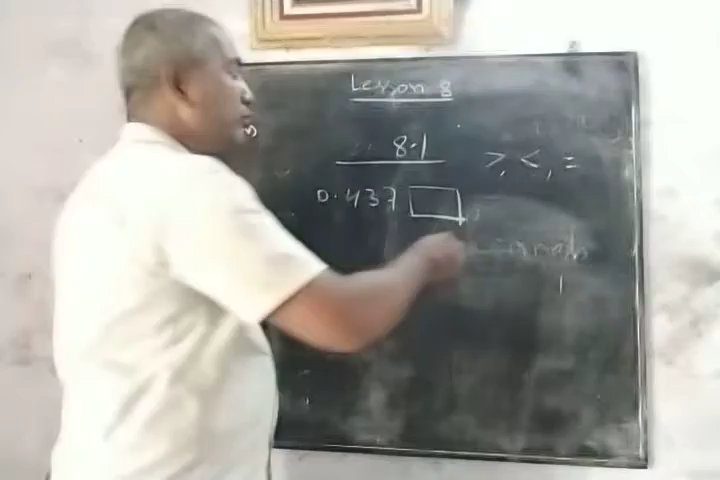 Lesson 8
8.1
>, <, =
0.437